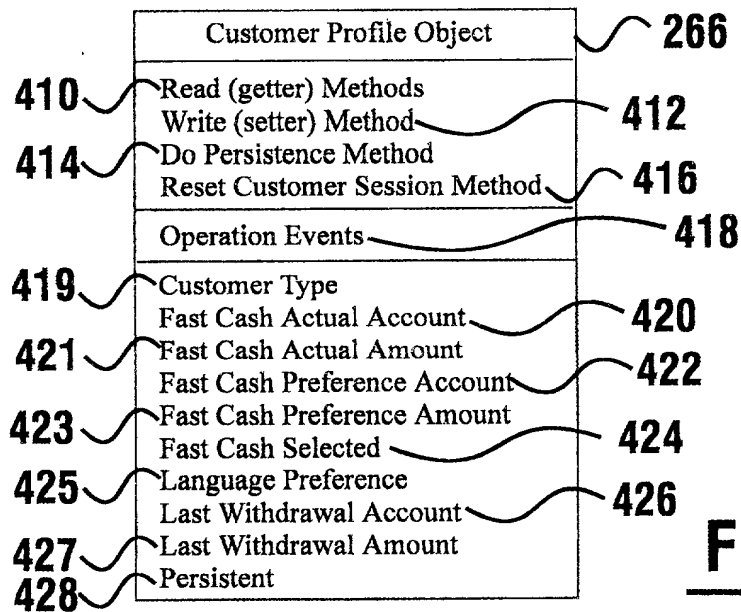 Customer Profile Object 266
410 Read (getter) Methods
Write (setter) Method 412
414 Do Persistence Method
Reset Customer Session Method 416
Operation Events 418
419 Customer Type
Fast Cash Actual Account 420
421 Fast Cash Actual Amount
Fast Cash Preference Account 422
423 Fast Cash Preference Amount
Fast Cash Selected 424
425 Language Preference
Last Withdrawal Account 426
427 Last Withdrawal Amount
428 Persistent
F